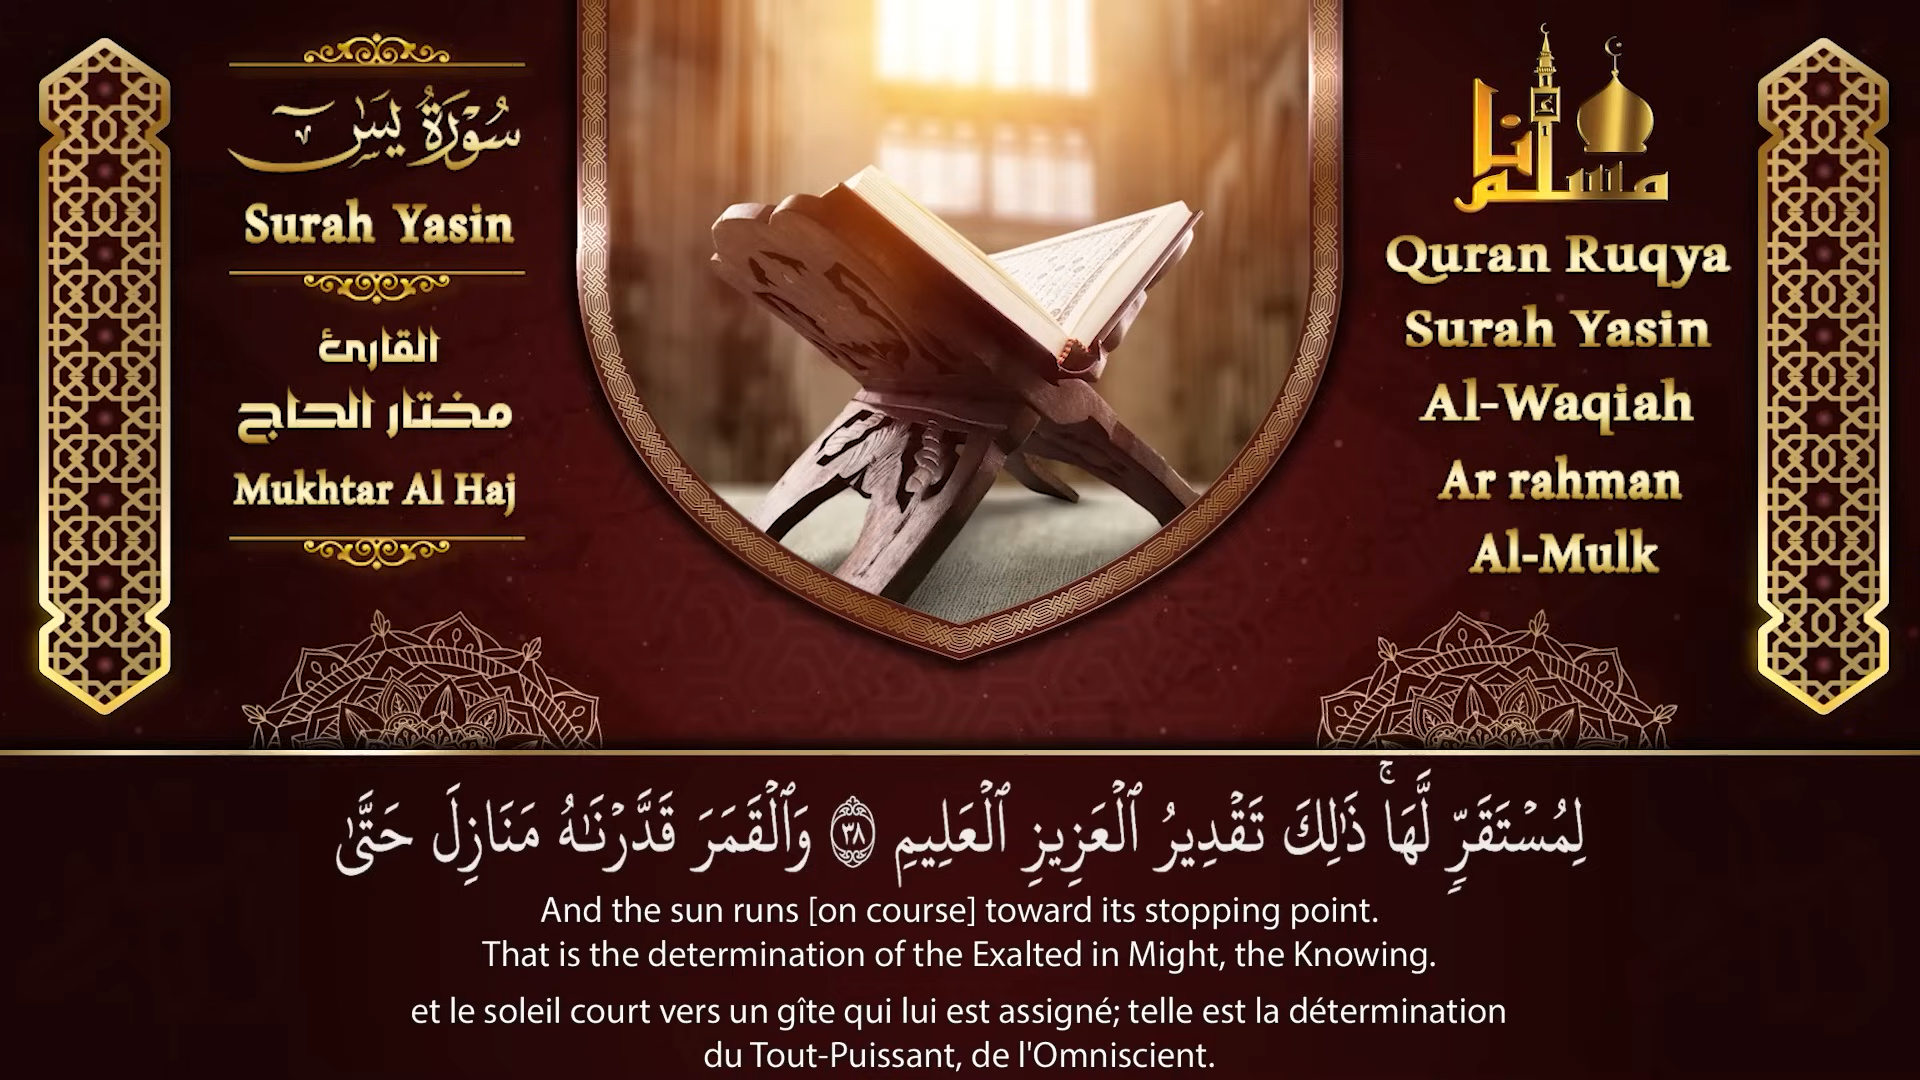 سُورَةُ يسٓ
Surah Yasin
القارئ
مختار الحاج
Mukhtar Al Haj
مسلمانا
Quran Ruqya
Surah Yasin
Al-Waqiah
Ar rahman
Al-Mulk
لِمُسۡتَقَرّٖ لَّهَاۚ ذَٰلِكَ تَقۡدِيرُ ٱلۡعَزِيزِ ٱلۡعَلِيمِ ٣٨ وَٱلۡقَمَرَ قَدَّرۡنَٰهُ مَنَازِلَ حَتَّىٰ
And the sun runs [on course] toward its stopping point.
That is the determination of the Exalted in Might, the Knowing.
et le soleil court vers un gîte qui lui est assigné; telle est la détermination
du Tout-Puissant, de l'Omniscient.